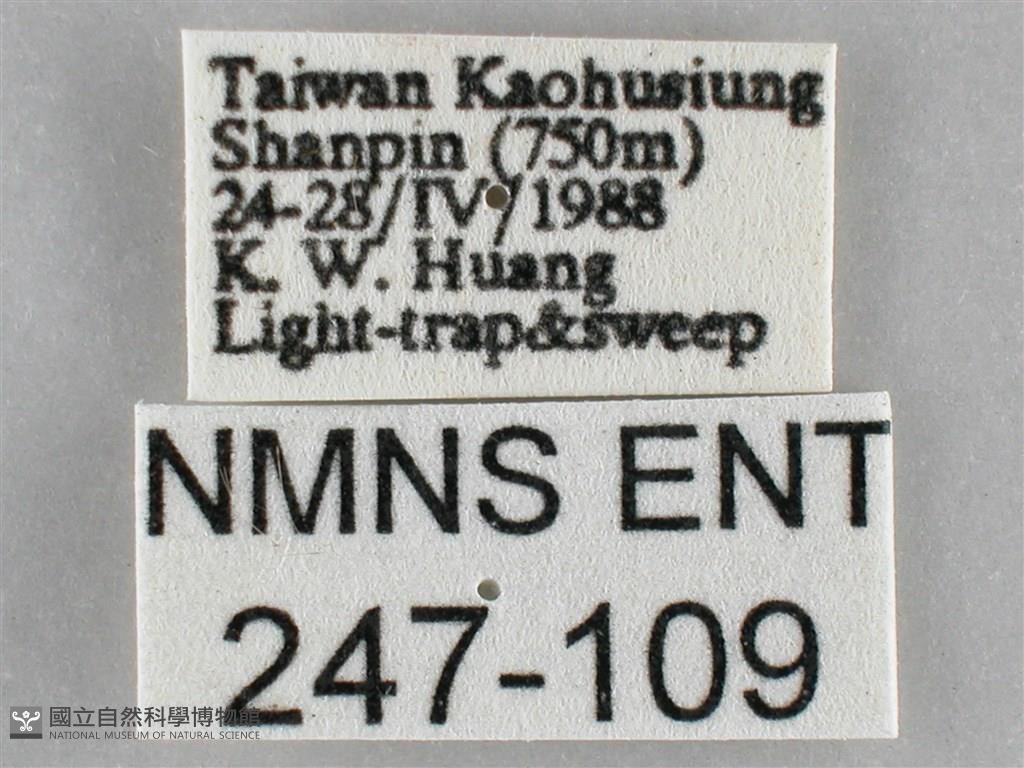 Taiwan Kaohusiung
Shanpin (750m)
24-28/IV/1988
K. W. Huang
Light-trap&sweep
NMNS ENT
247-109
國立自然科學博物館
NATIONAL MUSEUM OF NATURAL SCIENCE